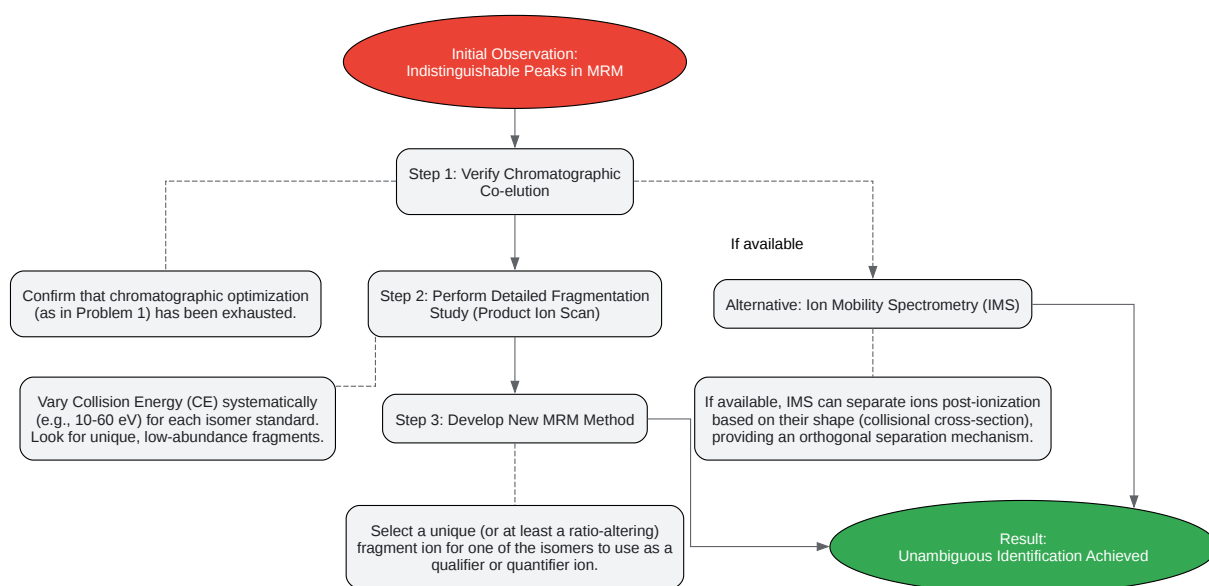 Initial Observation:
Indistinguishable Peaks in MRM
Step 1: Verify Chromatographic
Co-elution
If available
Confirm that chromatographic optimization
(as in Problem 1) has been exhausted.
Step 2: Perform Detailed Fragmentation
Study (Product Ion Scan)
Alternative: Ion Mobility Spectrometry (IMS)
Vary Collision Energy (CE) systematically
(e.g., 10-60 eV) for each isomer standard.
Look for unique, low-abundance fragments.
Step 3: Develop New MRM Method
If available, IMS can separate ions post-ionization
based on their shape (collisional cross-section),
providing an orthogonal separation mechanism.
Select a unique (or at least a ratio-altering)
fragment ion for one of the isomers to use as a
qualifier or quantifier ion.
Result:
Unambiguous Identification Achieved